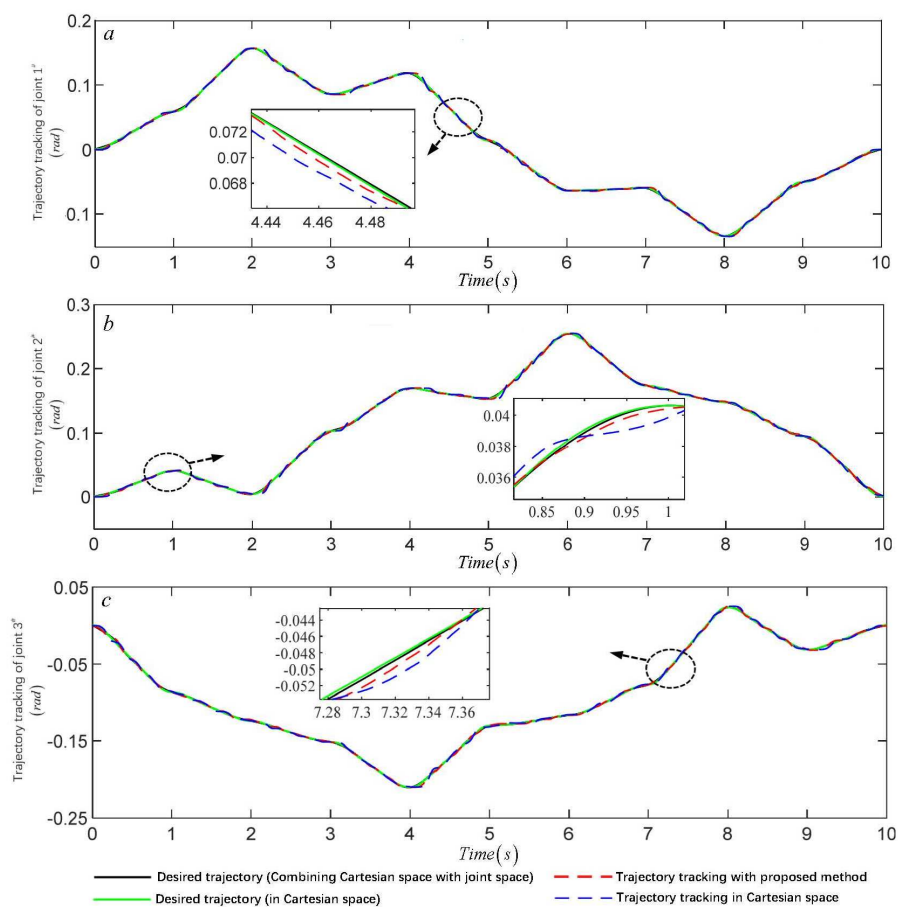 a
Trajectory tracking of joint 1#
(rad)
0.2
0.1
0
0.1
0.072
0.07
0.068
4.44 4.46 4.48
0 1 2 3 4 5 6 7 8 9 10
Time(s)
b
Trajectory tracking of joint 2#
(rad)
0.3
0.2
0.1
0
0.04
0.038
0.036
0.85 0.9 0.95 1
0 1 2 3 4 5 6 7 8 9 10
Time(s)
c
Trajectory tracking of joint 3#
(rad)
0.05
-0.05
-0.15
-0.25
-0.044
-0.046
-0.048
-0.05
-0.052
7.28 7.3 7.32 7.34 7.36
0 1 2 3 4 5 6 7 8 9 10
Time(s)
Desired trajectory (Combining Cartesian space with joint space)
Trajectory tracking with proposed method
Desired trajectory (in Cartesian space)
Trajectory tracking in Cartesian space